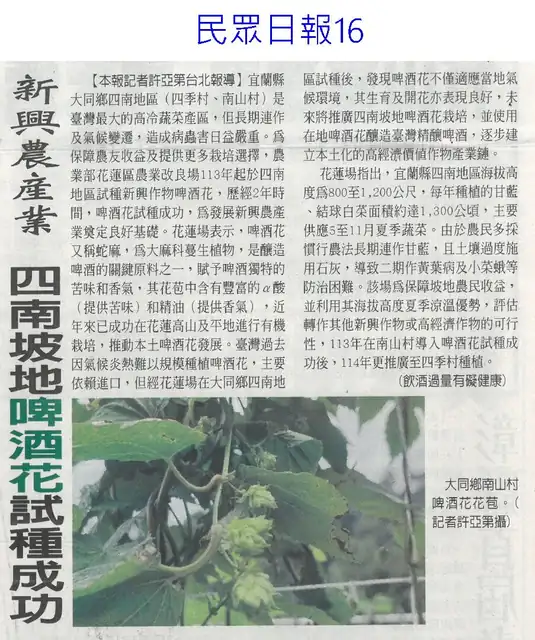 民眾日報16
新興農產業
四南坡地啤酒花試種成功
【本報記者許亞第台北報導】宜蘭縣
大同鄉四南地區（四季村、南山村）是
臺灣最大的高冷蔬菜產區，但長期連作
及氣候變遷，造成病蟲害日益嚴重。為
保障農友收益及提供更多栽培選擇，農
業部花蓮區農業改良場113年起於四南
地區試種新興作物啤酒花，歷經2年時
間，啤酒花試種成功，為發展新興農產
業奠定良好基礎。花蓮場表示，啤酒花
又稱蛇麻，為大麻科蔓生植物，是釀造
啤酒的關鍵原料之一，賦予啤酒獨特的
苦味和香氣，其花苞中含有豐富的α酸
（提供苦味）和精油（提供香氣），近
年來已成功在花蓮高山及平地進行有機
栽培，推動本土啤酒花發展。臺灣過去
因氣候炎熱難以規模種植啤酒花，主要
依賴進口，但經花蓮場在大同鄉四南地
區試種後，發現啤酒花不僅適應當地氣
候環境，其生育及開花亦表現良好，未
來將推廣四南坡地啤酒花栽培，並使用
在地啤酒花釀造臺灣精釀啤酒，逐步建
立本土化的高經濟價值作物產業鏈。
花蓮場指出，宜蘭縣四南地區海拔高
度為800至1,200公尺，每年種植的甘藍
、結球白菜面積約達1,300公頃，主要
供應5至11月夏季蔬菜。由於農民多採
慣行農法長期連作甘藍，且土壤過度施
用石灰，導致二期作黃葉病及小菜蛾等
防治困難。該場為保障坡地農民收益，
並利用其海拔高度夏季涼溫優勢，評估
轉作其他新興作物或高經濟作物的可行
性，113年在南山村導入啤酒花試種成
功後，114年更推廣至四季村種植。
（飲酒過量有礙健康）
大同鄉南山村
啤酒花花苞。（
記者許亞第攝）